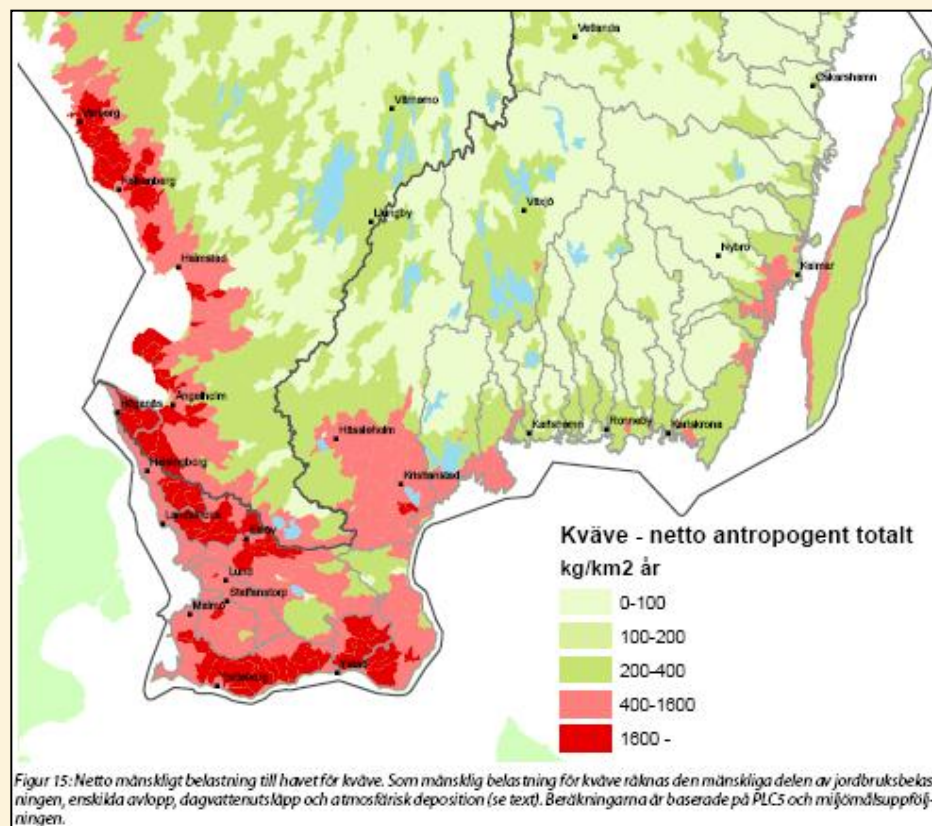 Vetlanda
Oskarshamn
Värnamo
Varberg
Falkenberg
Växjö
Ljungby
Nybro
Halmstad
Kalmar
Ängelholm
Höganäs
Karlshamn
Ronneby
Karlskrona
Hässleholm
Helsingborg
Kristianstad
Landskrona
Lund
Staffanstorp
Malmö
Ystad
Trelleborg
Kväve - netto antropogent totalt
kg/km2 år
0-100
100-200
200-400
400-1600
1600 -
Figur 15: Netto mänskligt belastning till havet för kväve. Som mänsklig belastning för kväve räknas den mänskliga delen av jordbruksbelas-
ningen, enskilda avlopp, dagvattenutsläpp och atmosfärisk deposition (se text). Beräkningarna är baserade på PLC5 och miljömålsuppfölj-
ningen.